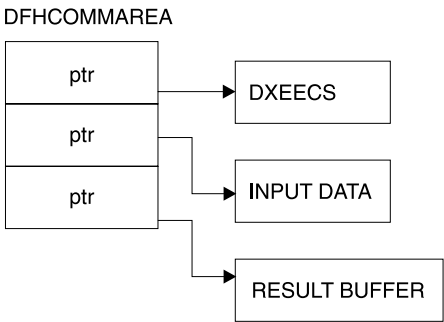 DFHCOMMAREA
ptr
DXEECS
ptr
INPUT DATA
ptr
RESULT BUFFER